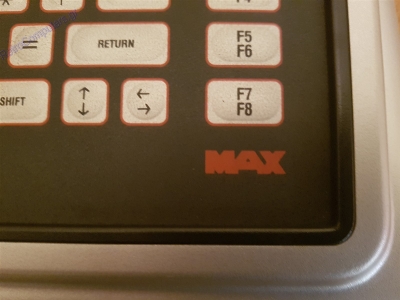 = RETURN F5
F6
SHIFT ↑
↓ ←
→ F7
F8
MAX